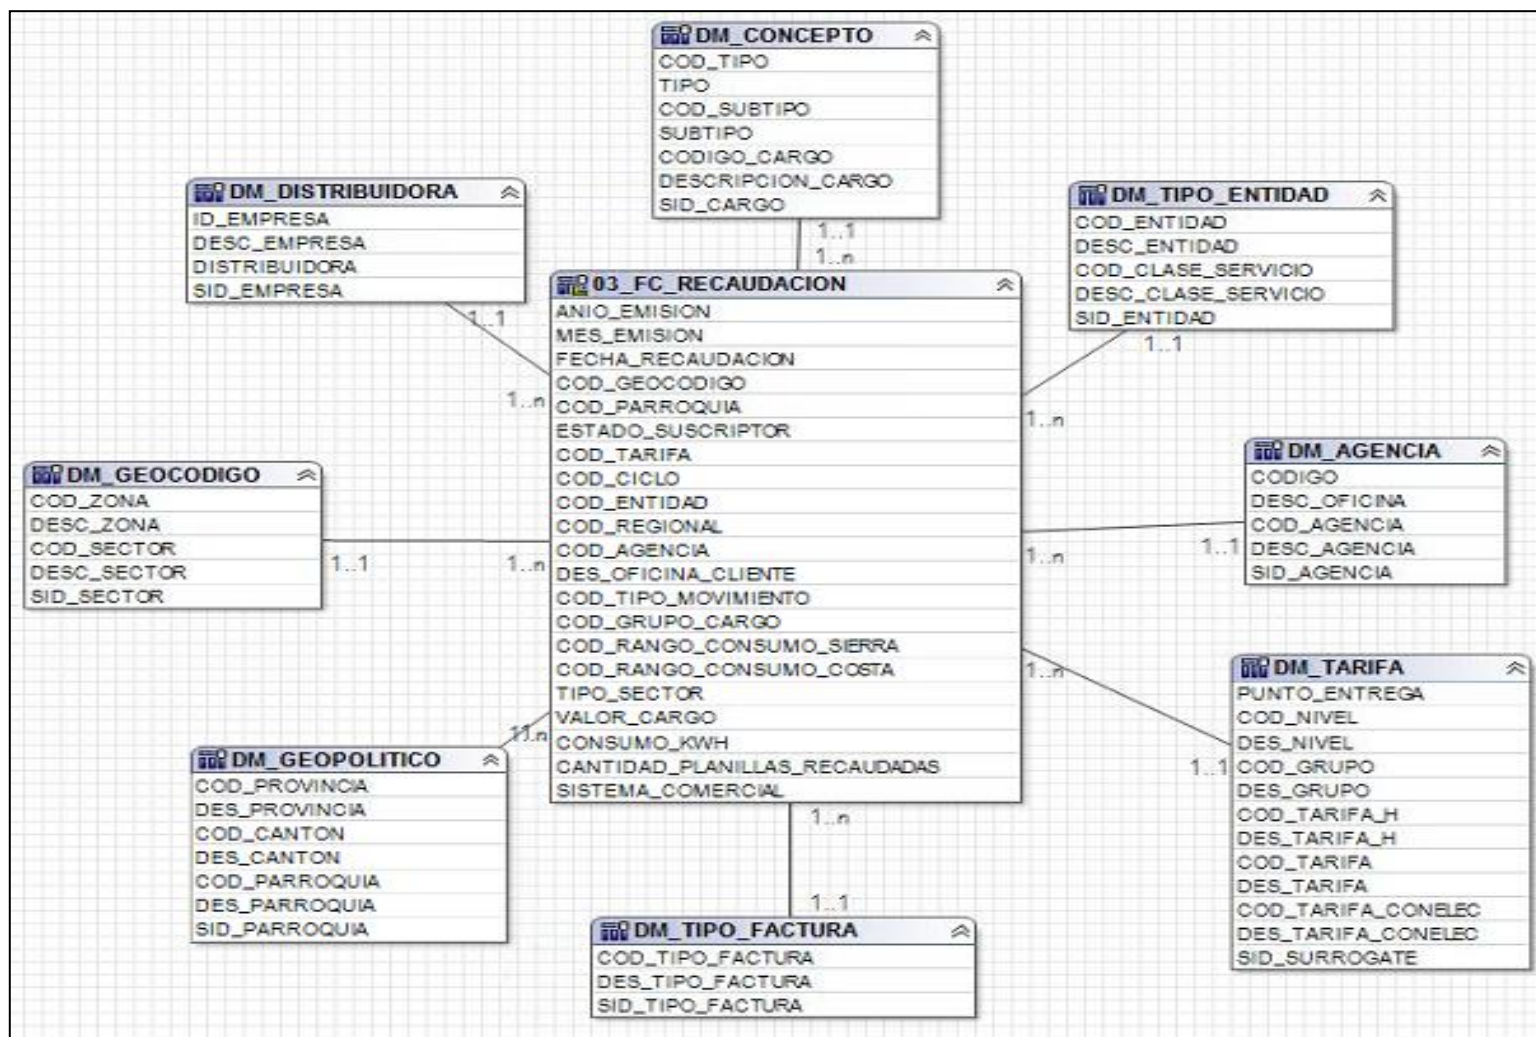 DM_CONCEPTO
COD_TIPO
TIPO
COD_SUBTIPO
SUBTIPO
CODIGO_CARGO
DESCRIPCION_CARGO
SID_CARGO
1..1
1..n
DM_DISTRIBUIDORA
ID_EMPRESA
DESC_EMPRESA
DISTRIBUIDORA
SID_EMPRESA
1..1
1..n
DM_TIPO_ENTIDAD
COD_ENTIDAD
DESC_ENTIDAD
COD_CLASE_SERVICIO
DESC_CLASE_SERVICIO
SID_ENTIDAD
1..1
1..n
03_FC_RECAUDACION
ANIO_EMISION
MES_EMISION
FECHA_RECAUDACION
COD_GEOCODIGO
COD_PARROQUIA
ESTADO_SUSCRIPTOR
COD_TARIFA
COD_CICLO
COD_ENTIDAD
COD_REGIONAL
COD_AGENCIA
DES_OFICINA_CLIENTE
COD_TIPO_MOVIMIENTO
COD_GRUPO_CARGO
COD_RANGO_CONSUMO_SIERRA
COD_RANGO_CONSUMO_COSTA
TIPO_SECTOR
VALOR_CARGO
CONSUMO_KWH
CANTIDAD_PLANILLAS_RECAUDADAS
SISTEMA_COMERCIAL
DM_GEOCODIGO
COD_ZONA
DESC_ZONA
COD_SECTOR
DESC_SECTOR
SID_SECTOR
1..1
1..n
DM_AGENCIA
CODIGO
DESC_OFICINA
COD_AGENCIA
DESC_AGENCIA
SID_AGENCIA
1..n
1..1
DM_GEOPOLITICO
COD_PROVINCIA
DES_PROVINCIA
COD_CANTON
DES_CANTON
COD_PARROQUIA
DES_PARROQUIA
SID_PARROQUIA
DM_TARIFA
PUNTO_ENTREGA
COD_NIVEL
DES_NIVEL
COD_GRUPO
DES_GRUPO
COD_TARIFA_H
DES_TARIFA_H
COD_TARIFA
DES_TARIFA
COD_TARIFA_CONELEC
DES_TARIFA_CONELEC
SID_SURROGATE
1..n
1..1
1..n
1..1
DM_TIPO_FACTURA
COD_TIPO_FACTURA
DES_TIPO_FACTURA
SID_TIPO_FACTURA